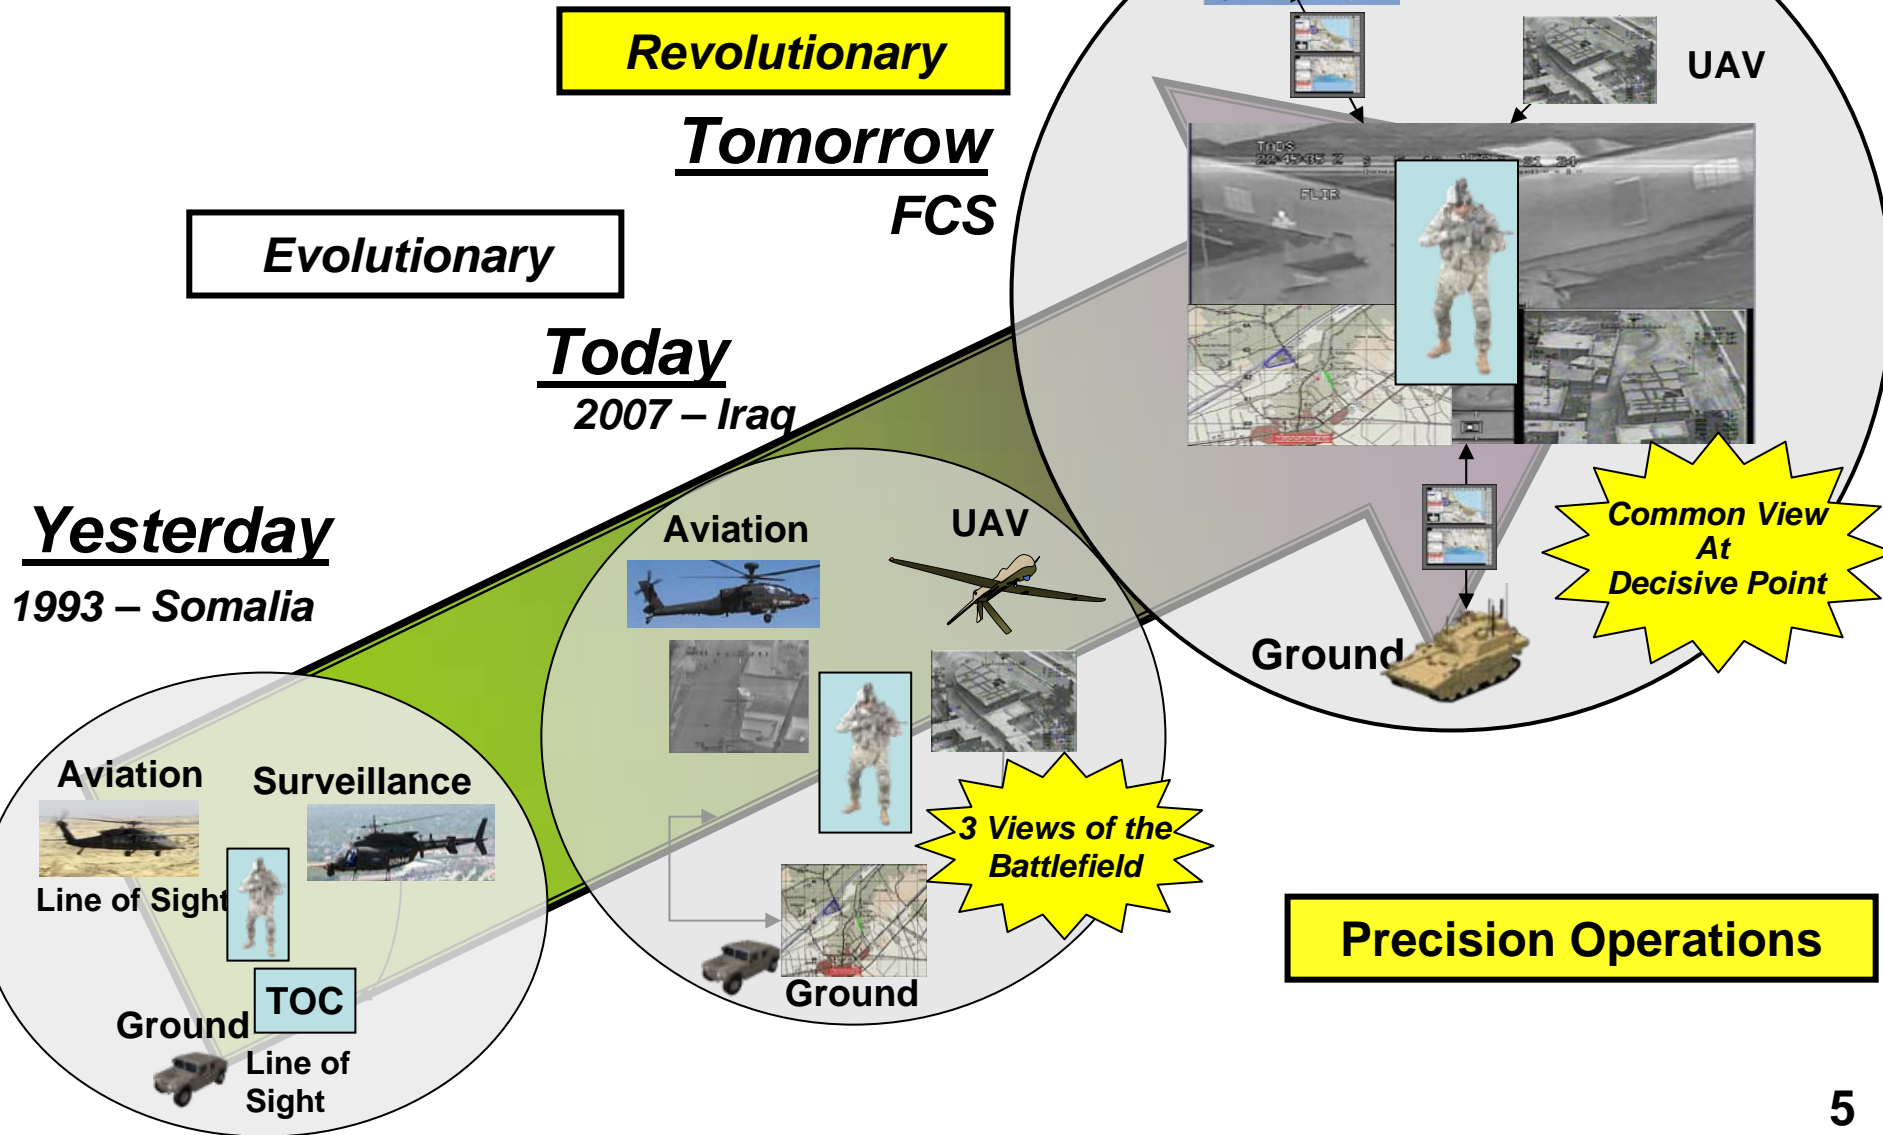 Revolutionary
Tomorrow
FCS
Evolutionary
Today
2007 – Iraq
Yesterday
1993 – Somalia
UAV
TADS
FLIR
Common View
At
Decisive Point
Ground
Aviation
UAV
3 Views of the
Battlefield
Ground
Aviation
Surveillance
Line of Sight
TOC
Ground
Line of
Sight
Precision Operations
5